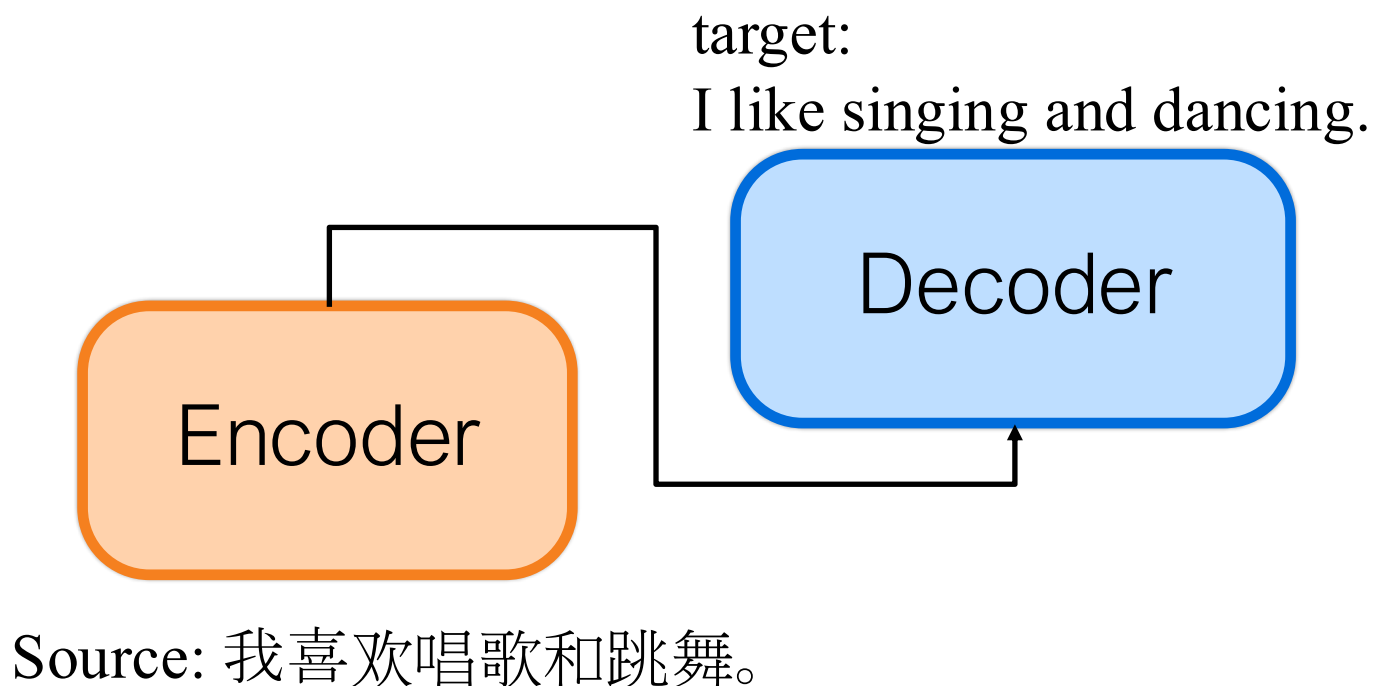 target:
I like singing and dancing.
Decoder
Encoder
Source: 我喜欢唱歌和跳舞。